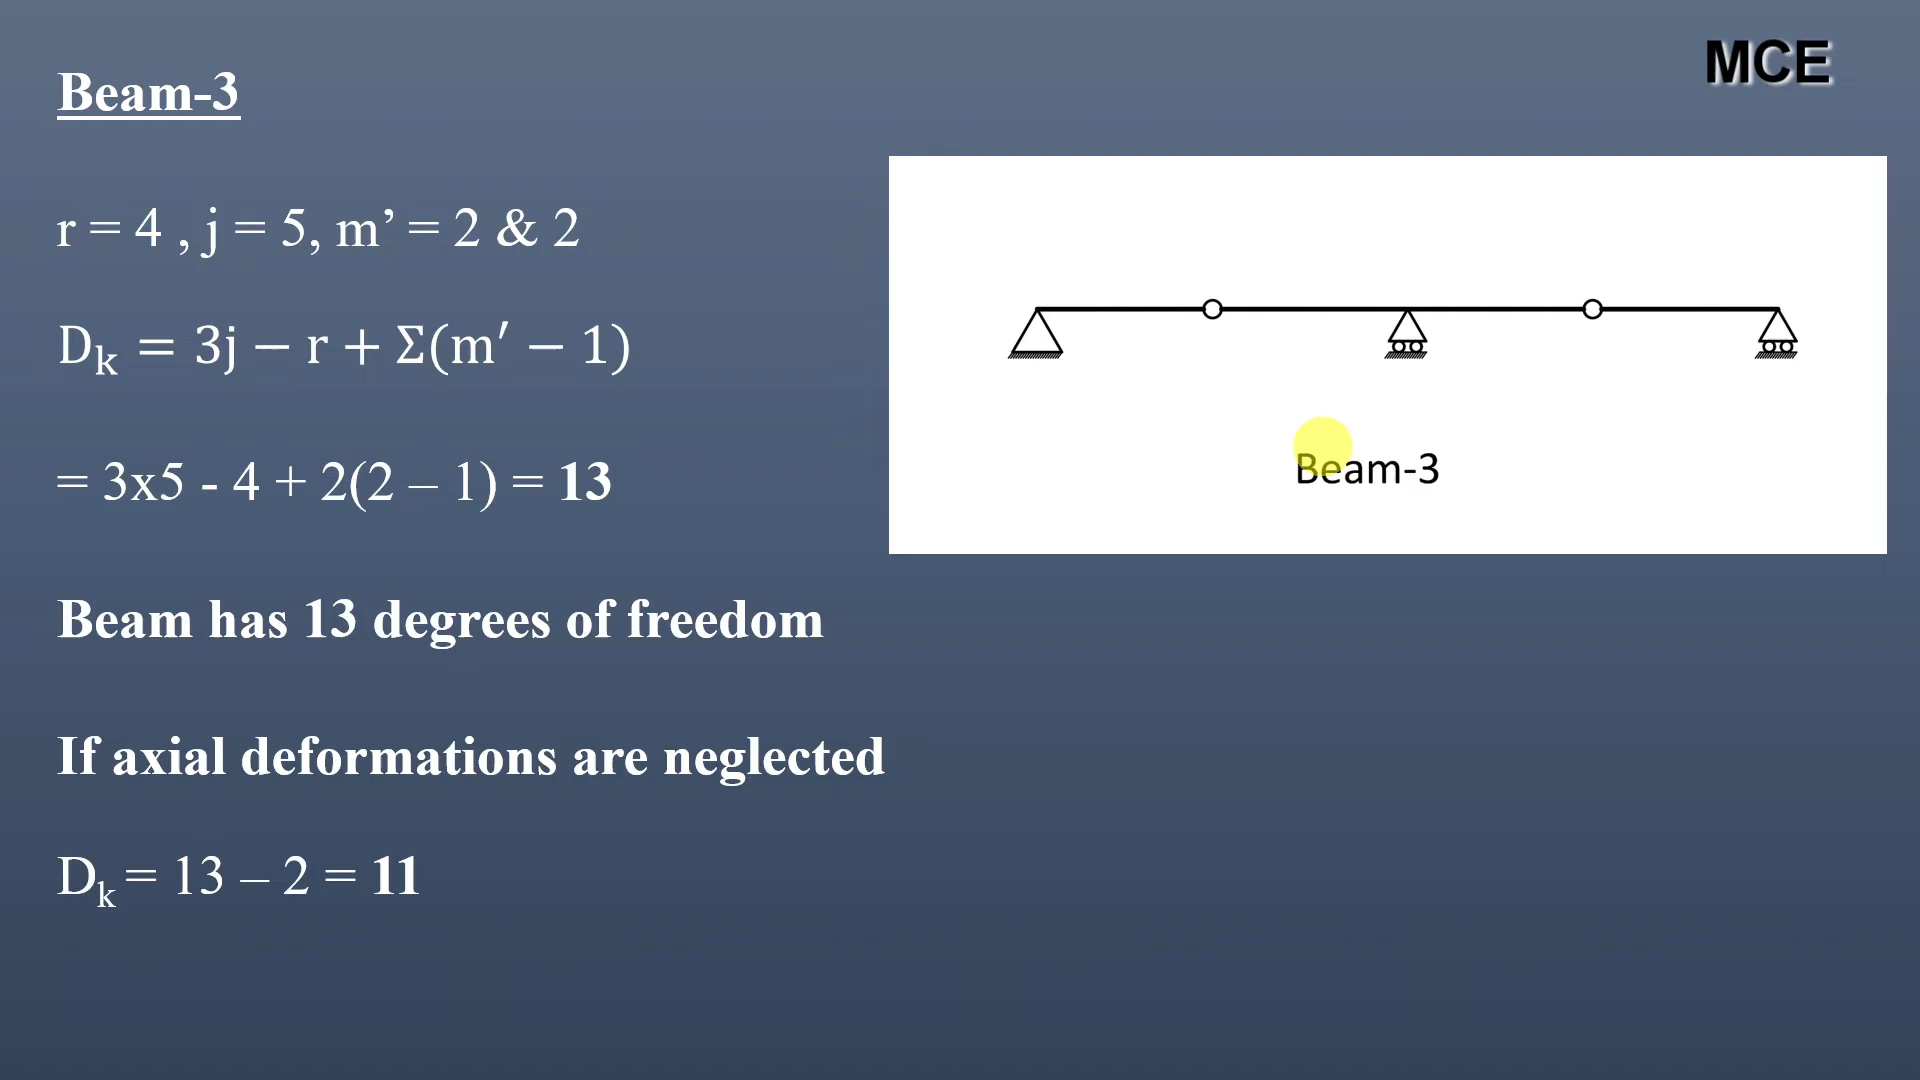 MCE
Beam-3
r = 4 , j = 5, m’ = 2 & 2
Dₖ = 3j − r + Σ(m′ − 1)
= 3x5 - 4 + 2(2 – 1) = 13
Beam has 13 degrees of freedom
If axial deformations are neglected
Dₖ = 13 – 2 = 11
Beam-3